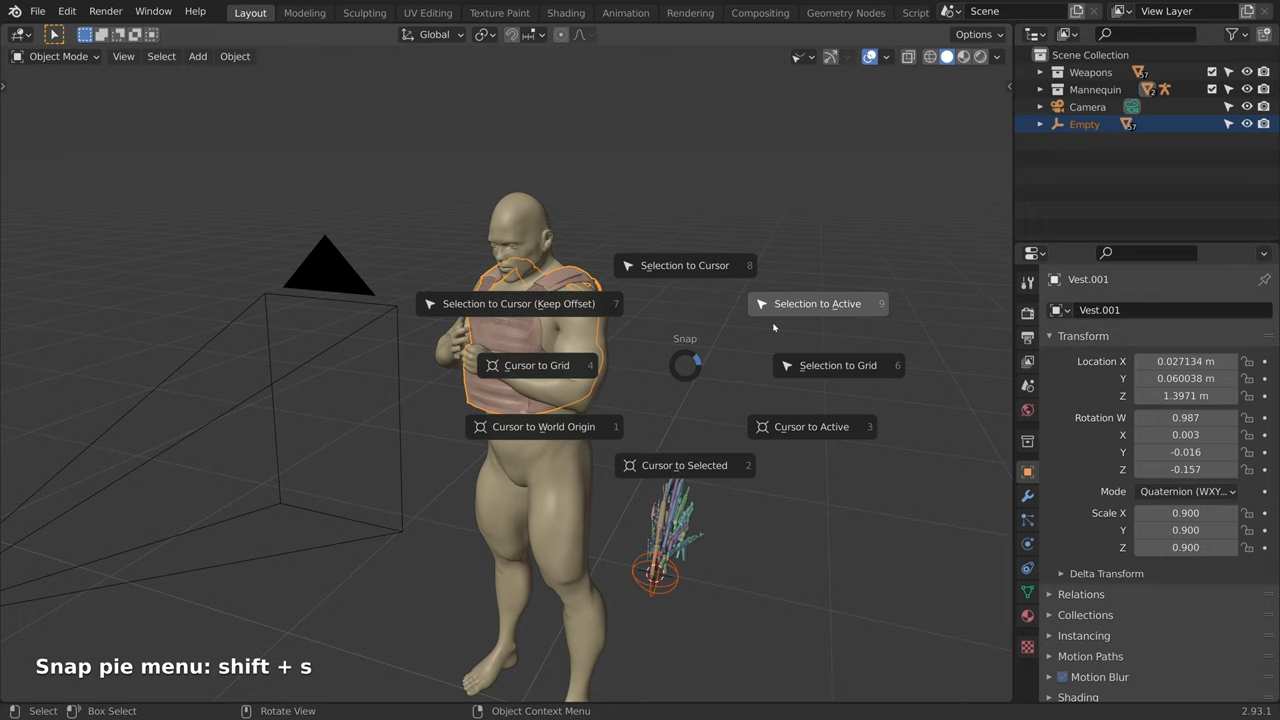 File Edit Render Window Help Layout Modeling Sculpting UV Editing Texture Paint Shading Animation Rendering Compositing Geometry Nodes Script Scene View Layer
Global Options
Object Mode View Select Add Object
Scene Collection
Weapons 57
Mannequin 2
Camera
Empty 57
Selection to Cursor 8
Selection to Cursor (Keep Offset) 7
Selection to Active 9
Snap
Cursor to Grid 4
Selection to Grid 6
Cursor to World Origin 1
Cursor to Active 3
Cursor to Selected 2
Vest.001
Vest.001
Transform
Location X 0.027134 m
Y 0.060038 m
Z 1.3971 m
Rotation W 0.987
X 0.003
Y -0.016
Z -0.157
Mode Quaternion (WXY...
Scale X 0.900
Y 0.900
Z 0.900
Delta Transform
Relations
Collections
Instancing
Motion Paths
Motion Blur
Shading
Snap pie menu: shift + s
Select Box Select Rotate View Object Context Menu 2.93.1